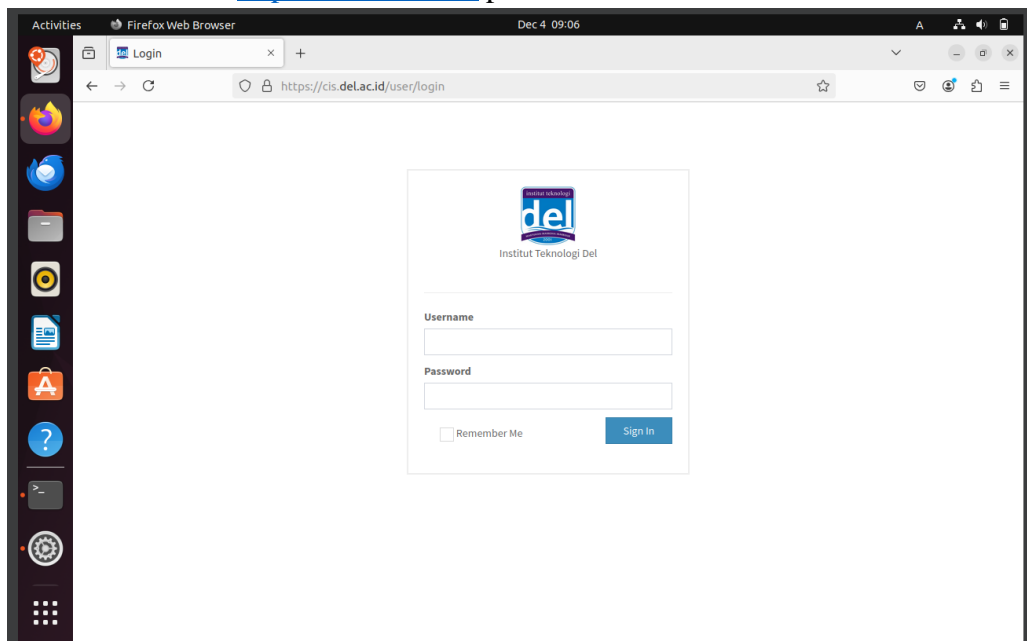 Activities Firefox Web Browser Dec 4 09:06 A
Login
https://cis.del.ac.id/user/login
institut teknologi
del
Institut Teknologi Del
Username
Password
Remember Me
Sign In